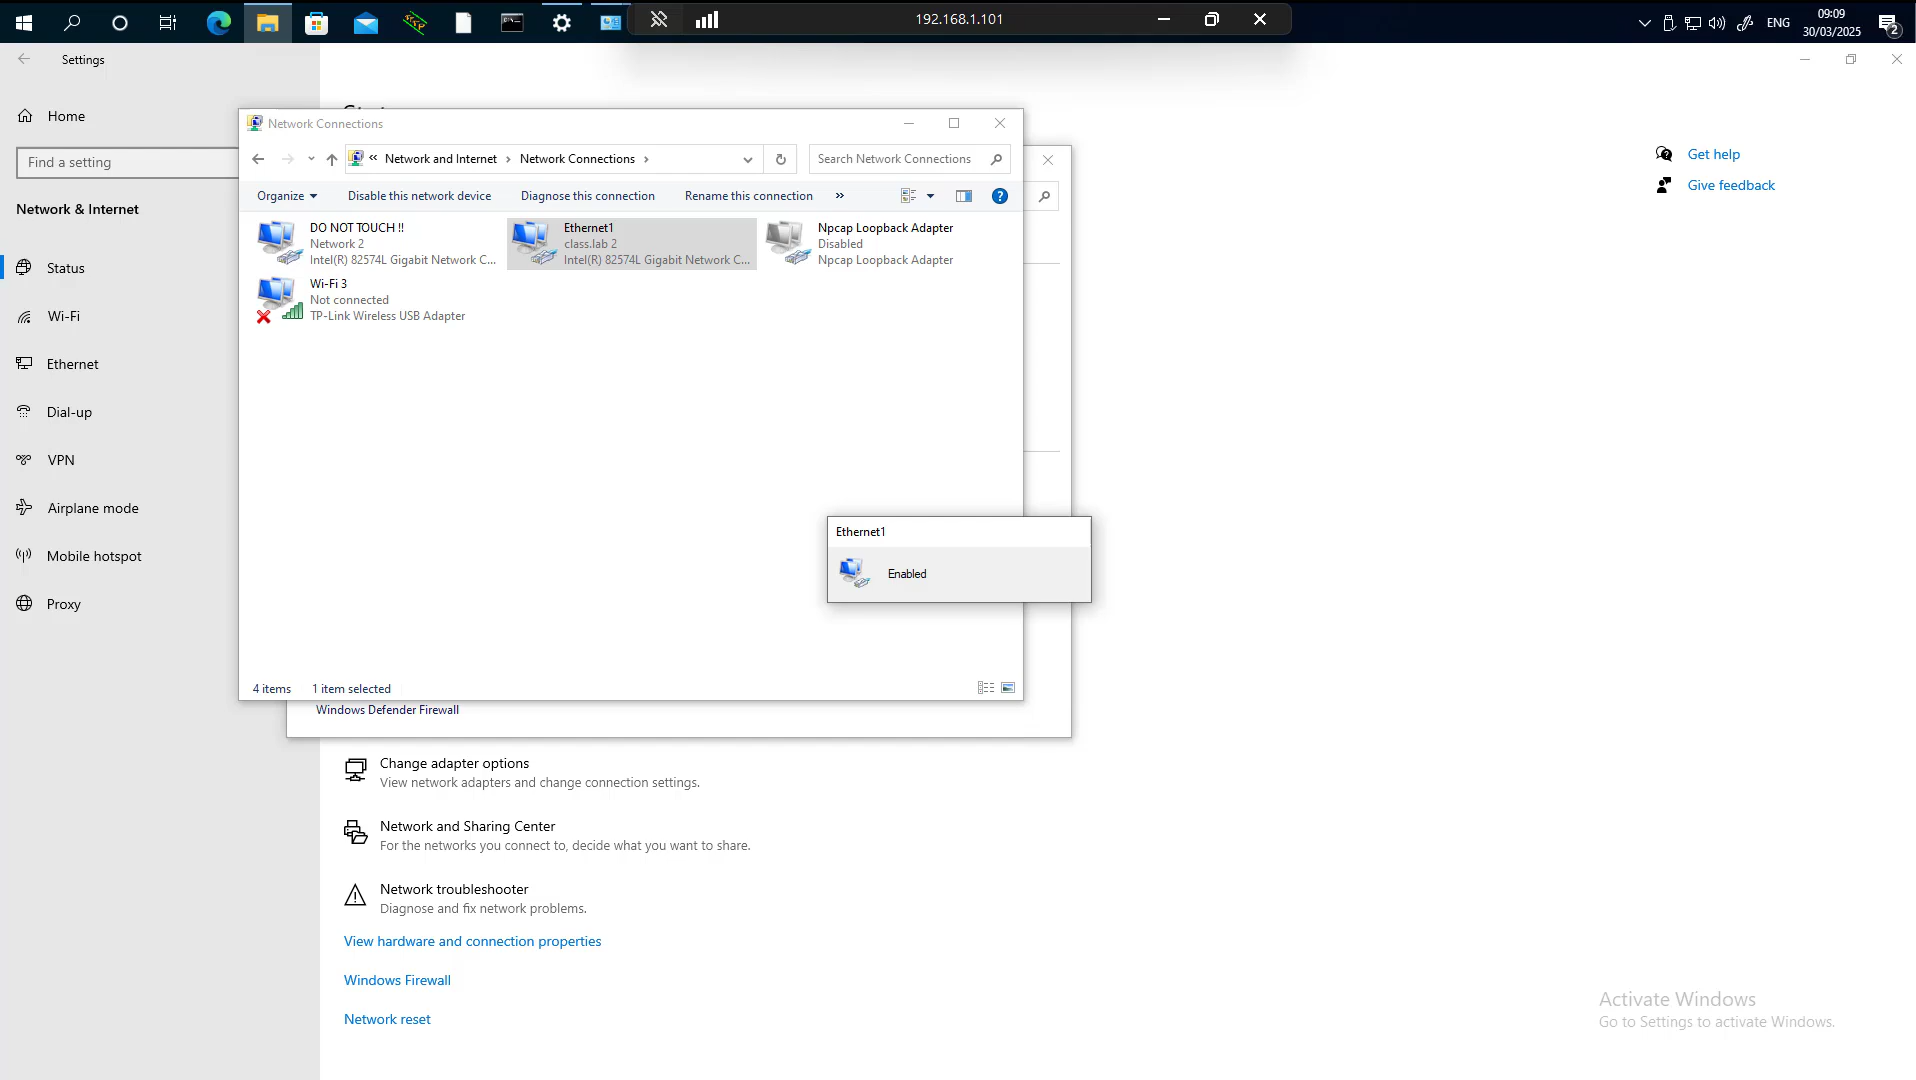 192.168.1.101
ENG
09:09
30/03/2025
2
Settings
Home
Find a setting
Network & Internet
Status
Wi-Fi
Ethernet
Dial-up
VPN
Airplane mode
Mobile hotspot
Proxy
Network Connections
« Network and Internet › Network Connections ›
Search Network Connections
Organize
Disable this network device
Diagnose this connection
Rename this connection
»
DO NOT TOUCH !!
Network 2
Intel(R) 82574L Gigabit Network C...
Ethernet1
class.lab 2
Intel(R) 82574L Gigabit Network C...
Npcap Loopback Adapter
Disabled
Npcap Loopback Adapter
Wi-Fi 3
Not connected
TP-Link Wireless USB Adapter
Ethernet1
Enabled
4 items
1 item selected
Windows Defender Firewall
Change adapter options
View network adapters and change connection settings.
Network and Sharing Center
For the networks you connect to, decide what you want to share.
Network troubleshooter
Diagnose and fix network problems.
View hardware and connection properties
Windows Firewall
Network reset
Get help
Give feedback
Activate Windows
Go to Settings to activate Windows.